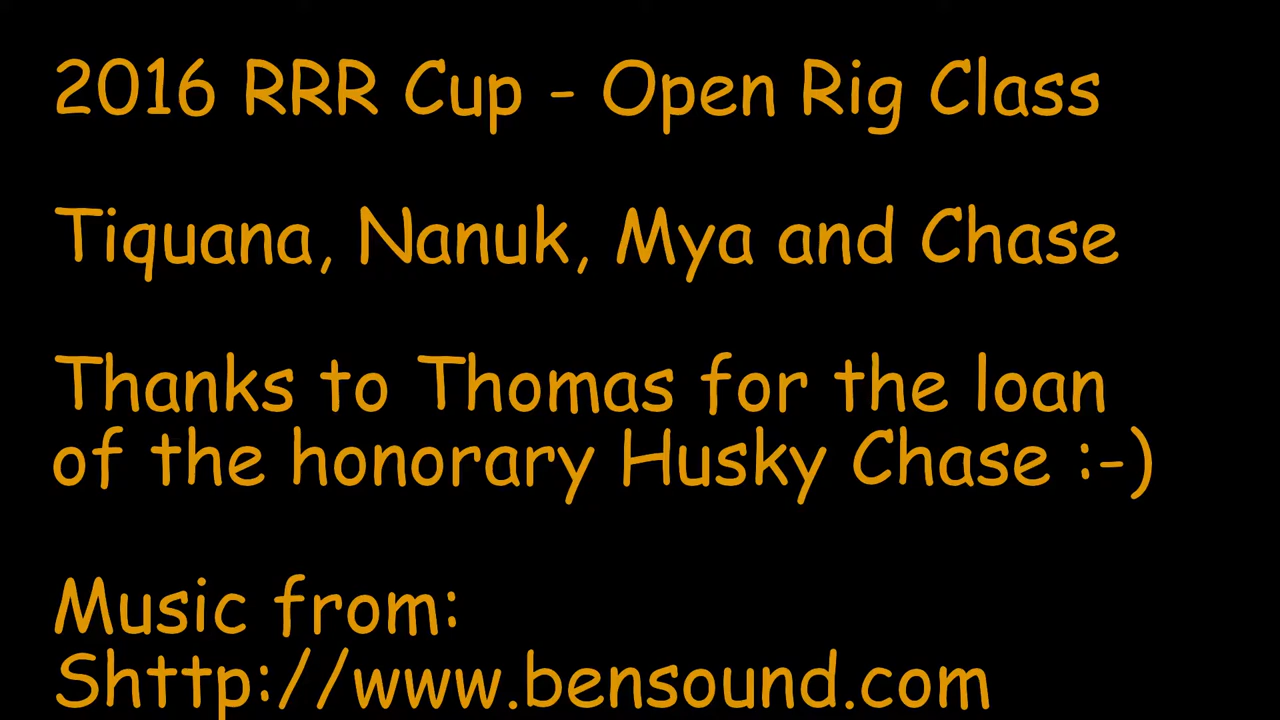 2016 RRR Cup - Open Rig Class
Tiquana, Nanuk, Mya and Chase
Thanks to Thomas for the loan
of the honorary Husky Chase :-)
Music from:
Shttp://www.bensound.com